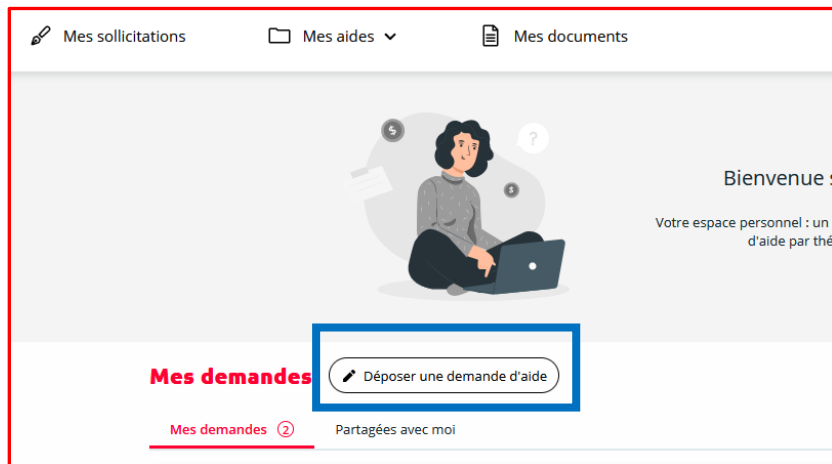 Mes sollicitations
Mes aides
Mes documents
$
?
$
Bienvenue
Votre espace personnel : un
d'aide par
Mes demandes
Déposer une demande d'aide
Mes demandes 2
Partagées avec moi